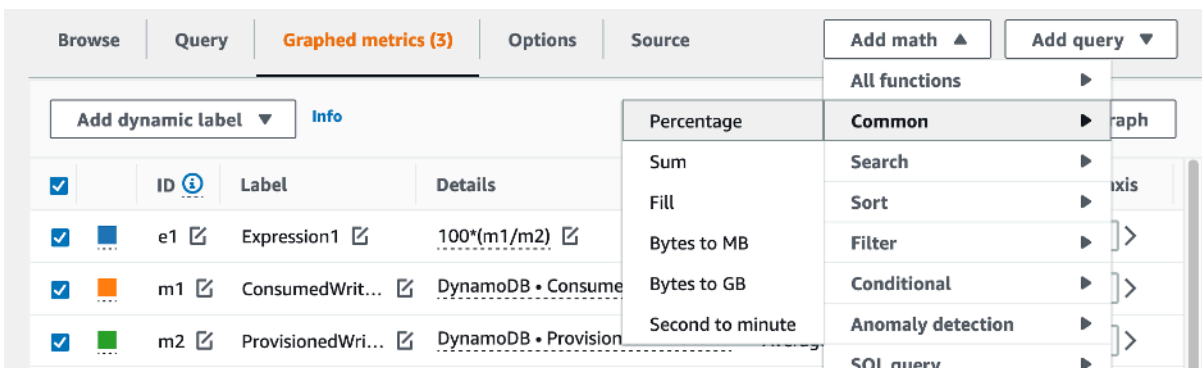 Browse Query Graphed metrics (3) Options Source Add math Add query
All functions
Add dynamic label Info Percentage Common
Sum Search
ID Label Details Fill Sort
e1 Expression1 100*(m1/m2) Bytes to MB Filter
m1 ConsumedWrit... DynamoDB • Consume Bytes to GB Conditional
m2 ProvisionedWri... DynamoDB • Provision Second to minute Anomaly detection
SQL query